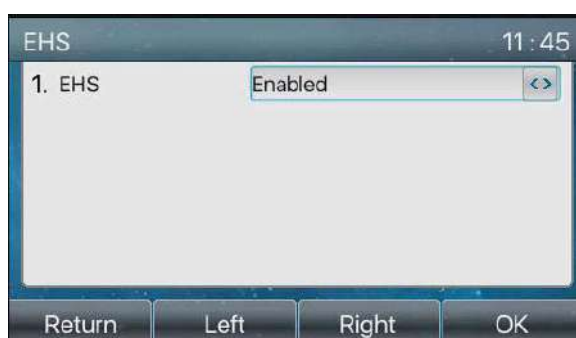 EHS 11:45
1. EHS Enabled <>
Return Left Right OK